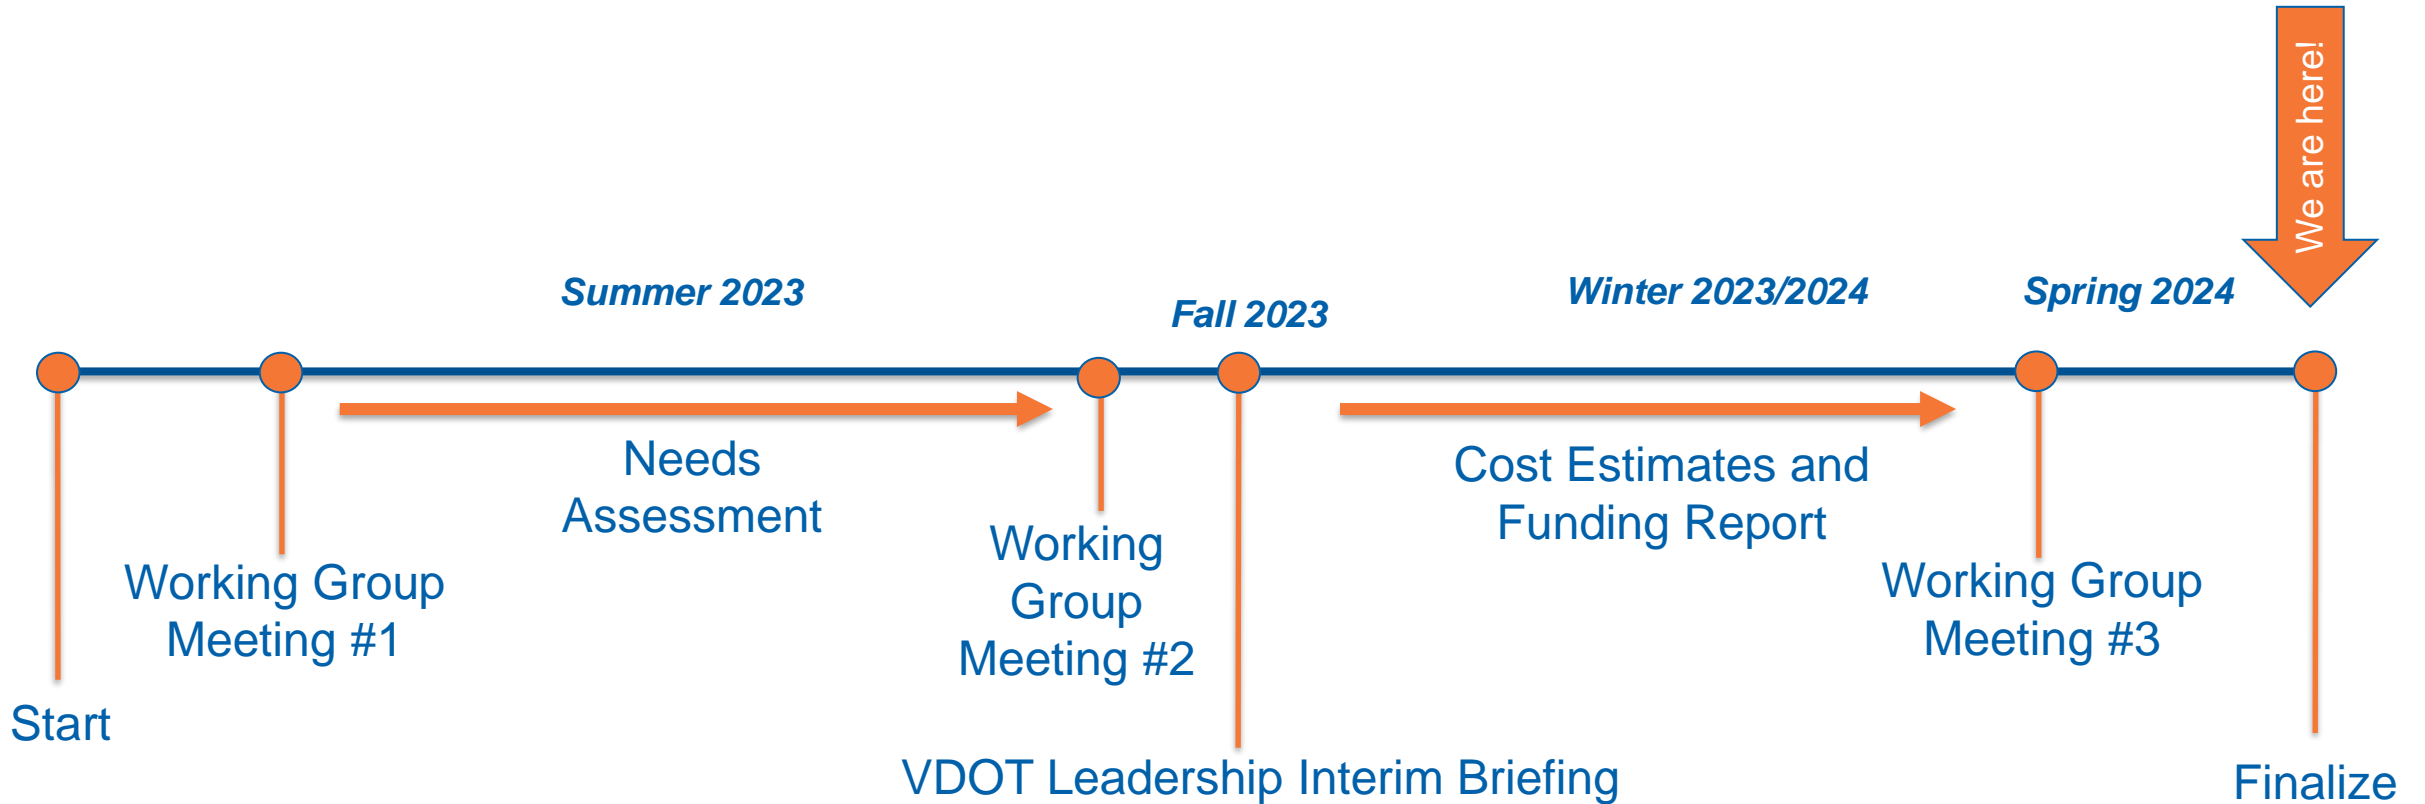 We are here!
Summer 2023
Fall 2023
Winter 2023/2024
Spring 2024
Needs
Assessment
Cost Estimates and
Funding Report
Working Group
Meeting #1
Working
Group
Meeting #2
Working Group
Meeting #3
Start
VDOT Leadership Interim Briefing
Finalize